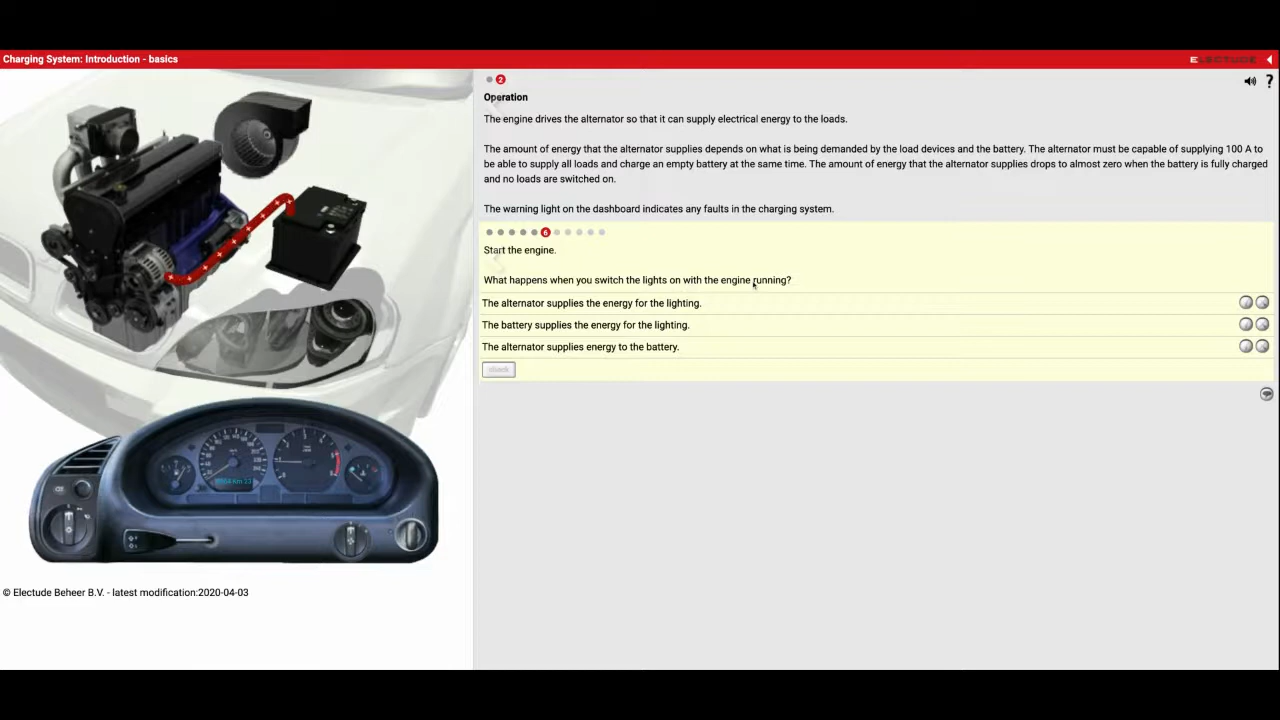 Charging System: Introduction - basics
ELECTUDE
2
Operation
The engine drives the alternator so that it can supply electrical energy to the loads.
The amount of energy that the alternator supplies depends on what is being demanded by the load devices and the battery. The alternator must be capable of supplying 100 A to
be able to supply all loads and charge an empty battery at the same time. The amount of energy that the alternator supplies drops to almost zero when the battery is fully charged
and no loads are switched on.
The warning light on the dashboard indicates any faults in the charging system.
6
Start the engine.
What happens when you switch the lights on with the engine running?
The alternator supplies the energy for the lighting.
The battery supplies the energy for the lighting.
The alternator supplies energy to the battery.
check
© Electude Beheer B.V. - latest modification:2020-04-03